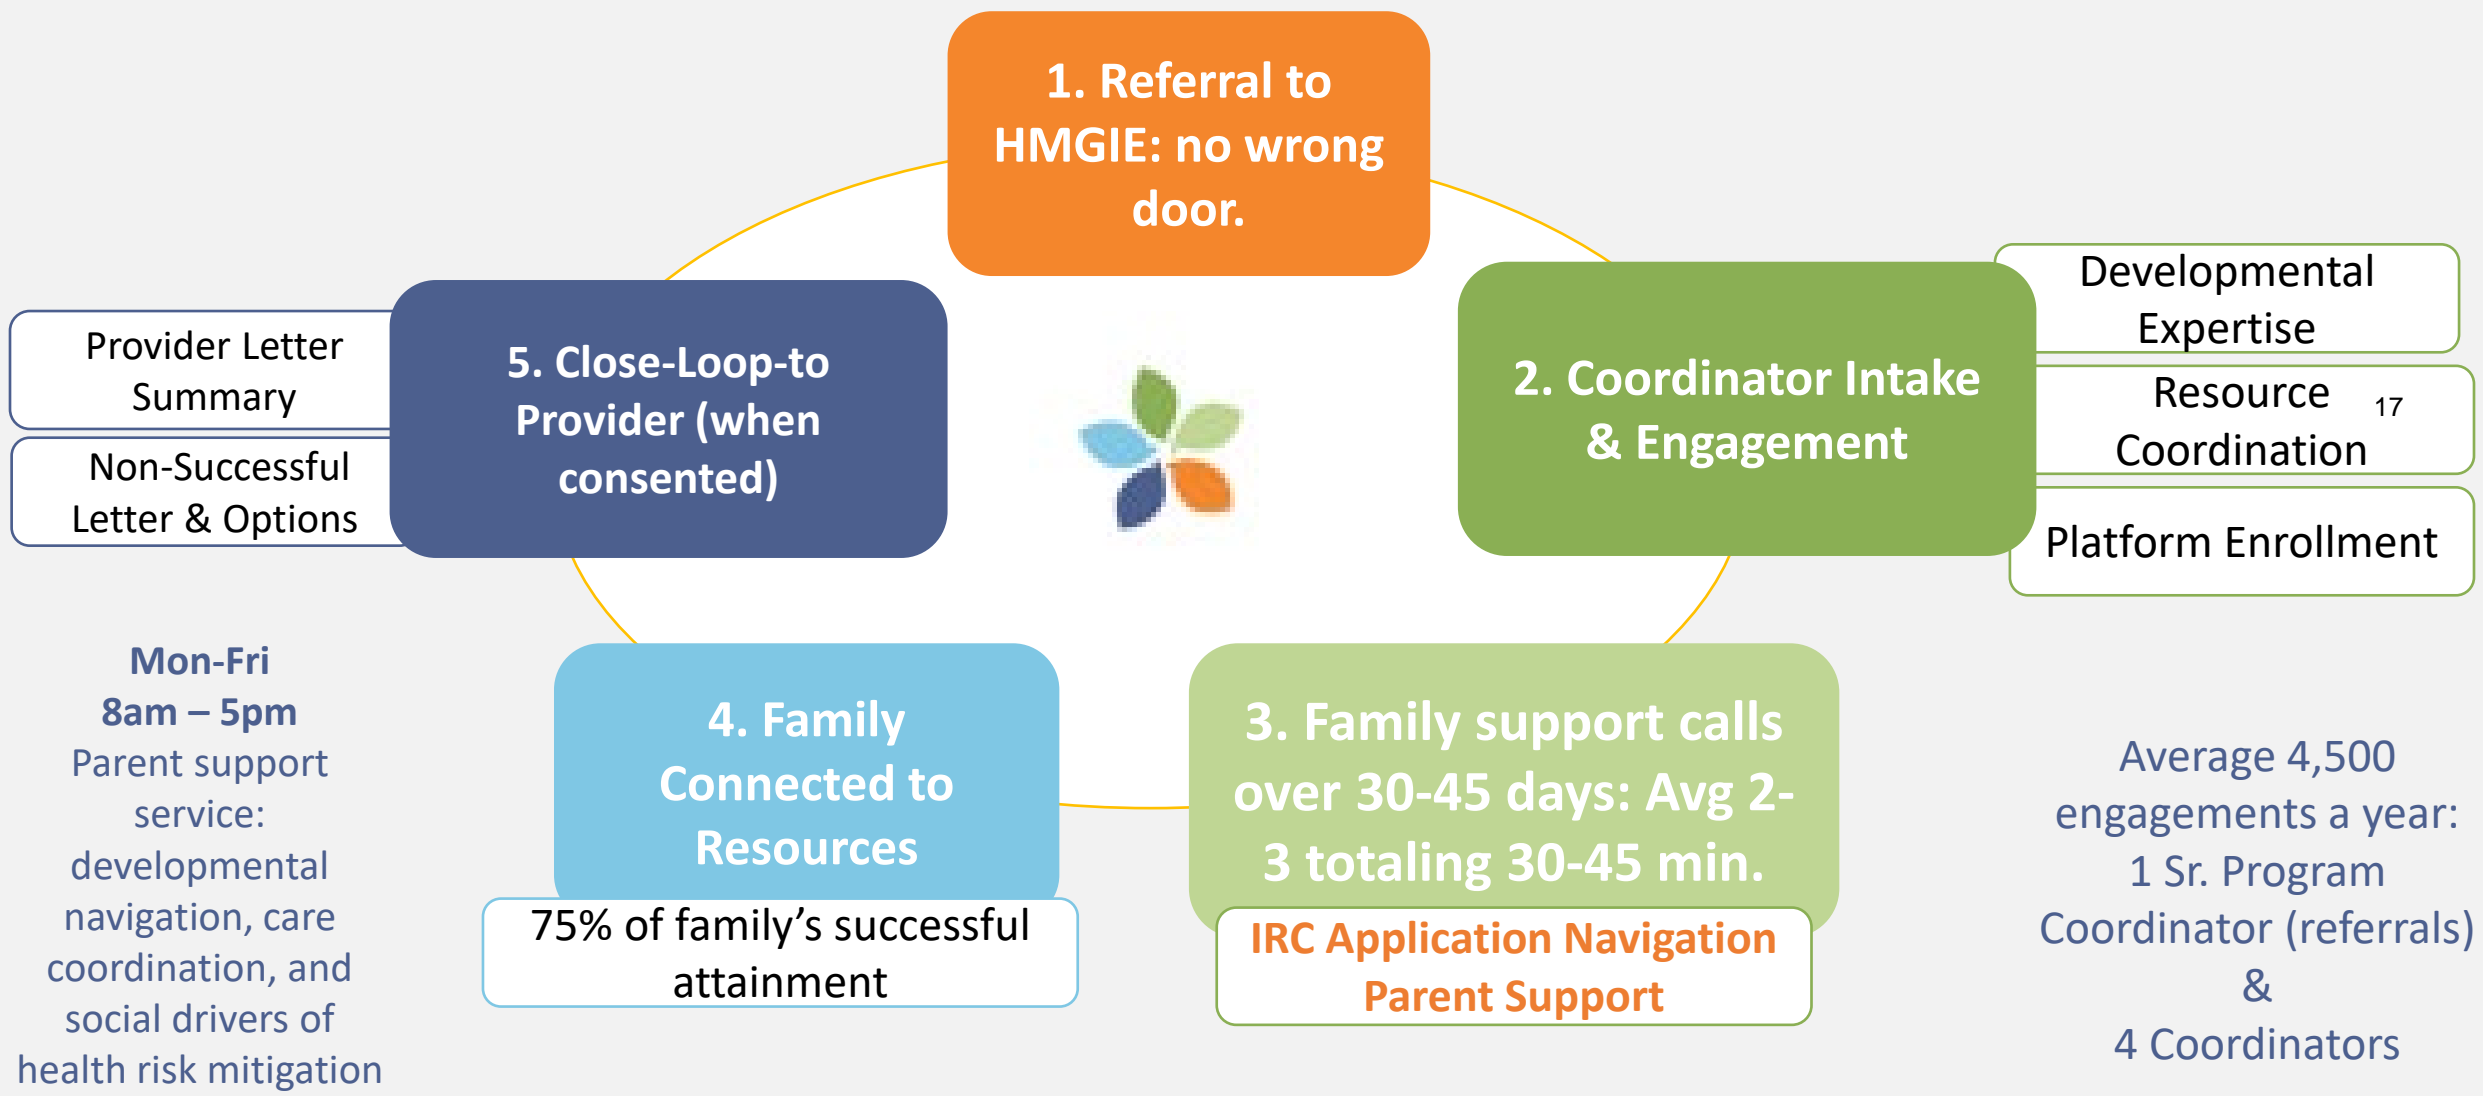 1. Referral to
HMGIE: no wrong
door.
2. Coordinator Intake
& Engagement
Developmental
Expertise
Resource
Coordination
17
Platform Enrollment
3. Family support calls
over 30-45 days: Avg 2-
3 totaling 30-45 min.
IRC Application Navigation
Parent Support
4. Family
Connected to
Resources
75% of family’s successful
attainment
5. Close-Loop-to
Provider (when
consented)
Provider Letter
Summary
Non-Successful
Letter & Options
Mon-Fri
8am – 5pm
Parent support
service:
developmental
navigation, care
coordination, and
social drivers of
health risk mitigation
Average 4,500
engagements a year:
1 Sr. Program
Coordinator (referrals)
&
4 Coordinators